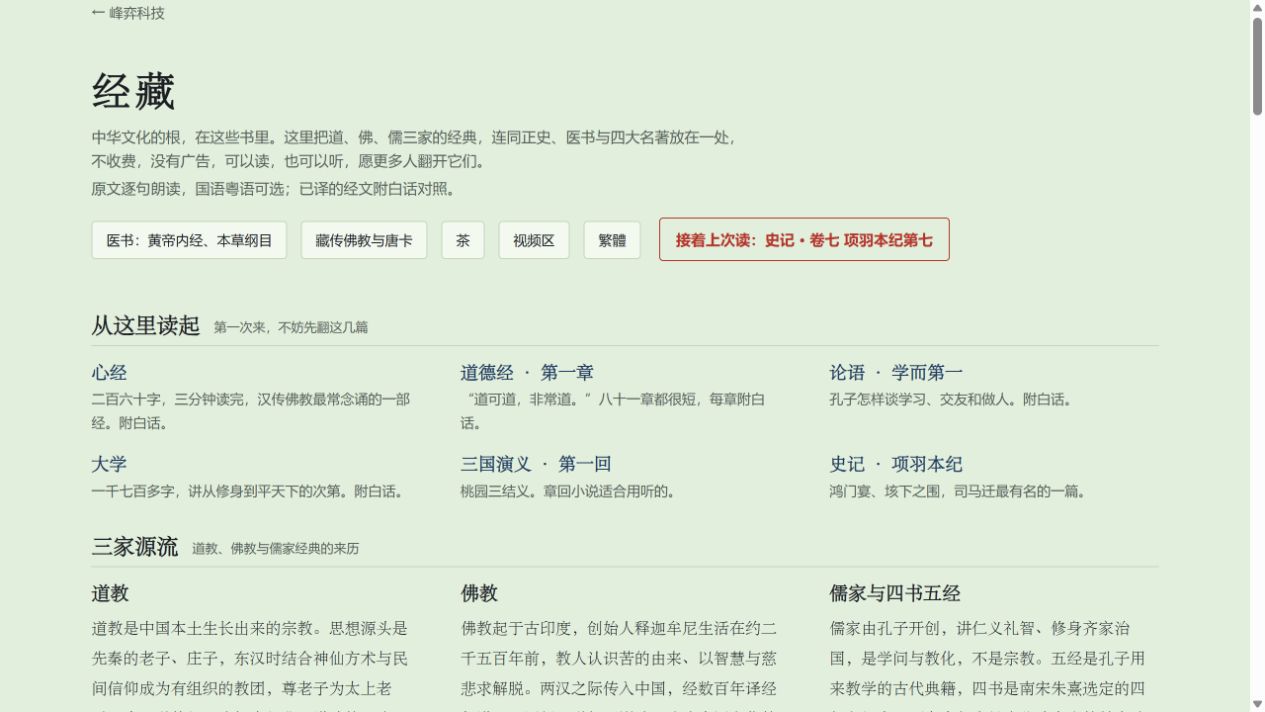 ← 峰弈科技
经藏
中华文化的根，在这些书里。这里把道、佛、儒三家的经典，连同正史、医书与四大名著放在一处，
不收费，没有广告，可以读，也可以听，愿更多人翻开它们。
原文逐句朗读，国语粤语可选；已译的经文附白话对照。
医书：黄帝内经、本草纲目
藏传佛教与唐卡
茶
视频区
繁體
接着上次读：史记・卷七 项羽本纪第七
从这里读起 第一次来，不妨先翻这几篇
心经
二百六十字，三分钟读完，汉传佛教最常念诵的一部
经。附白话。
道德经 · 第一章
“道可道，非常道。”八十一章都很短，每章附白
话。
论语 · 学而第一
孔子怎样谈学习、交友和做人。附白话。
大学
一千七百多字，讲从修身到平天下的次第。附白话。
三国演义 · 第一回
桃园三结义。章回小说适合用听的。
史记 · 项羽本纪
鸿门宴、垓下之围，司马迁最有名的一篇。
三家源流 道教、佛教与儒家经典的来历
道教
道教是中国本土生长出来的宗教。思想源头是
先秦的老子、庄子，东汉时结合神仙方术与民
间信仰成为有组织的教团，尊老子为太上老
佛教
佛教起于古印度，创始人释迦牟尼生活在约二
千五百年前，教人认识苦的由来、以智慧与慈
悲求解脱。两汉之际传入中国，经数百年译经
儒家与四书五经
儒家由孔子开创，讲仁义礼智、修身齐家治
国，是学问与教化，不是宗教。五经是孔子用
来教学的古代典籍，四书是南宋朱熹选定的四